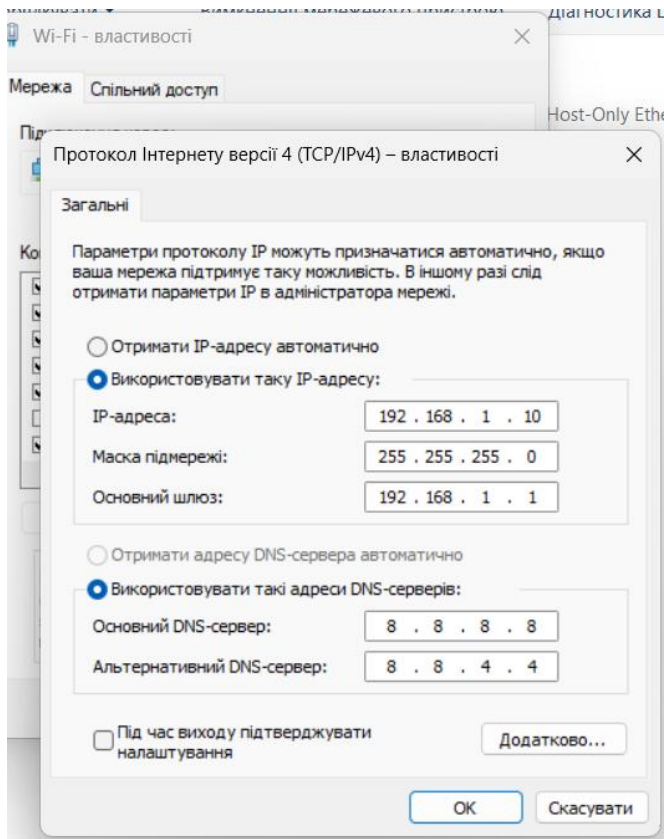 Діагностика ц
Wi-Fi - властивості
Мережа Спільний доступ
Host-Only Ethe
Протокол Інтернету версії 4 (TCP/IPv4) – властивості
Загальні
Параметри протоколу IP можуть призначатися автоматично, якщо
ваша мережа підтримує таку можливість. В іншому разі слід
отримати параметри IP в адміністратора мережі.
Отримати IP-адресу автоматично
Використовувати таку IP-адресу:
IP-адреса: 192 . 168 . 1 . 10
Маска підмережі: 255 . 255 . 255 . 0
Основний шлюз: 192 . 168 . 1 . 1
Отримати адресу DNS-сервера автоматично
Використовувати такі адреси DNS-серверів:
Основний DNS-сервер: 8 . 8 . 8 . 8
Альтернативний DNS-сервер: 8 . 8 . 4 . 4
Під час виходу підтверджувати
налаштування
Додатково...
ОК Скасувати